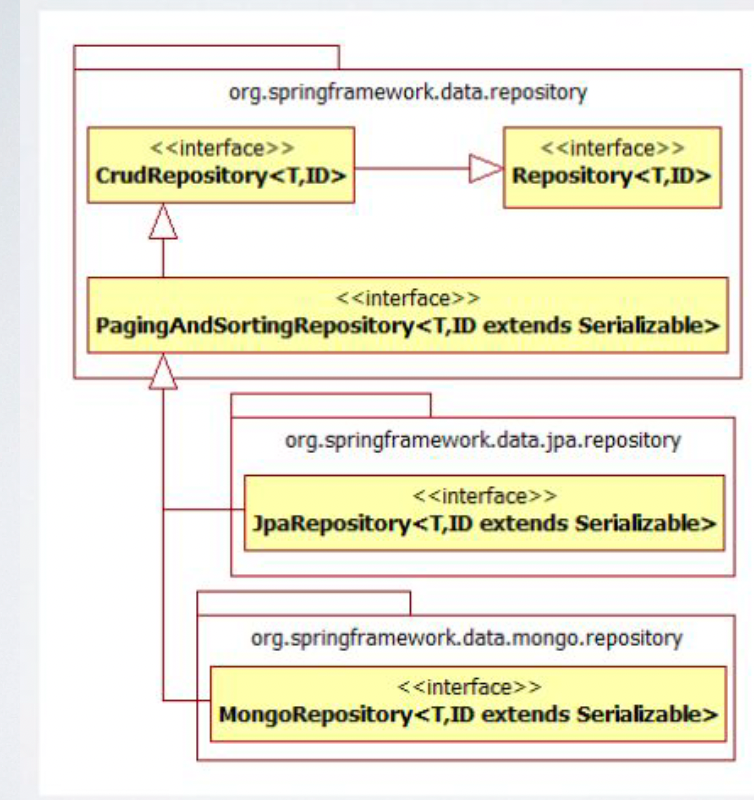 org.springframework.data.repository
<<interface>>
CrudRepository<T,ID>
<<interface>>
Repository<T,ID>
<<interface>>
PagingAndSortingRepository<T,ID extends Serializable>
org.springframework.data.jpa.repository
<<interface>>
JpaRepository<T,ID extends Serializable>
org.springframework.data.mongo.repository
<<interface>>
MongoRepository<T,ID extends Serializable>